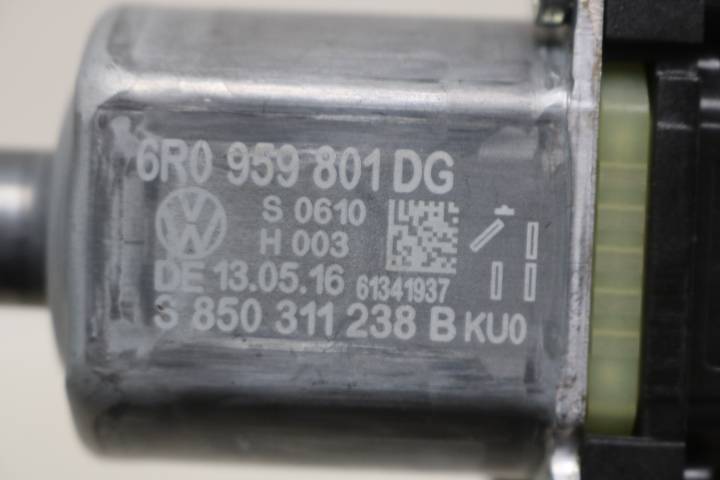 6R0 959 801 DG
S 0610
H 003
DE 13.05.16 61341937
S 850 311 238 B KU0